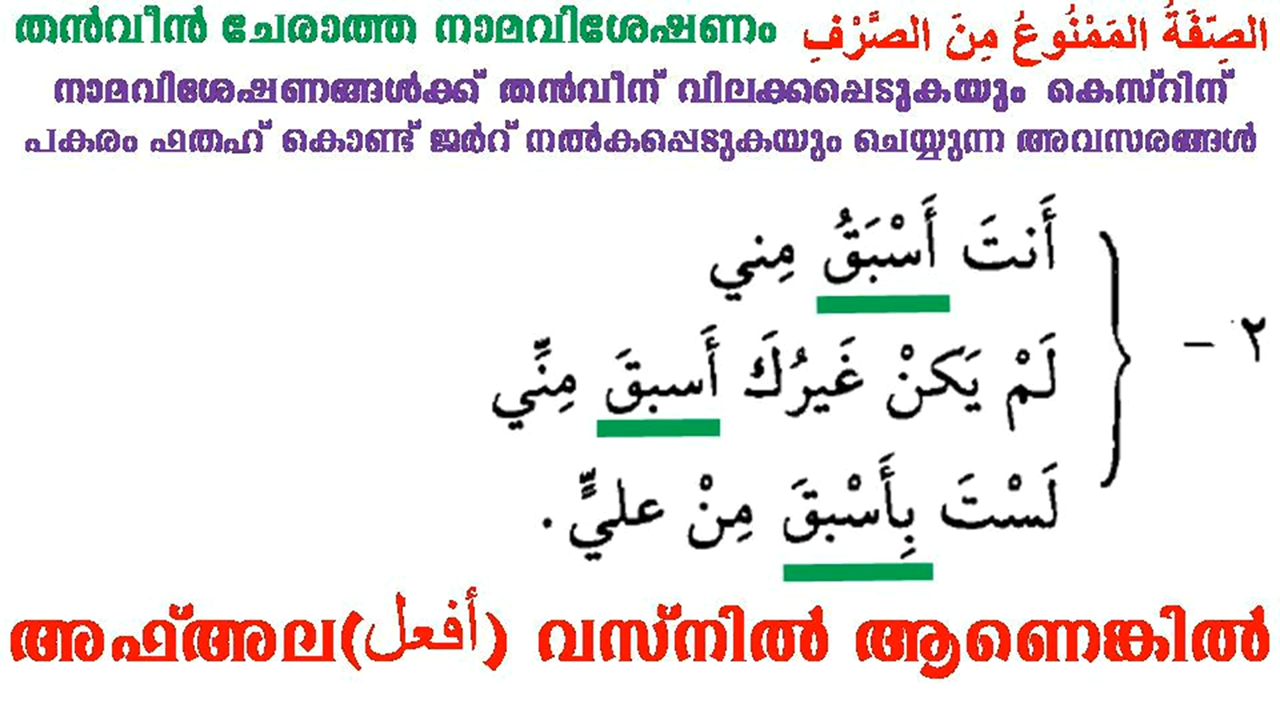 തൻവീൻ ചേരാത്ത നാമവിശേഷണം الصِّفَةُ المَمْنُوعُ مِنَ الصَّرْفِ
നാമവിശേഷണങ്ങൾക്ക് തൻവീന് വിലക്കപ്പെടുകയും കെസ്റിന്
പകരം ഫതഹ് കൊണ്ട് ജർറ് നൽകപ്പെടുകയും ചെയ്യുന്ന അവസരങ്ങൾ
٢ –
أَنتَ أَسْبَقُ مِني
لَمْ يَكنْ غَيرُكَ أَسبقَ مِنِّي
لَسْتَ بِأَسْبقَ مِنْ عليٍّ .
അഫ്അല(أفعل) വസ്നിൽ ആണെങ്കിൽ